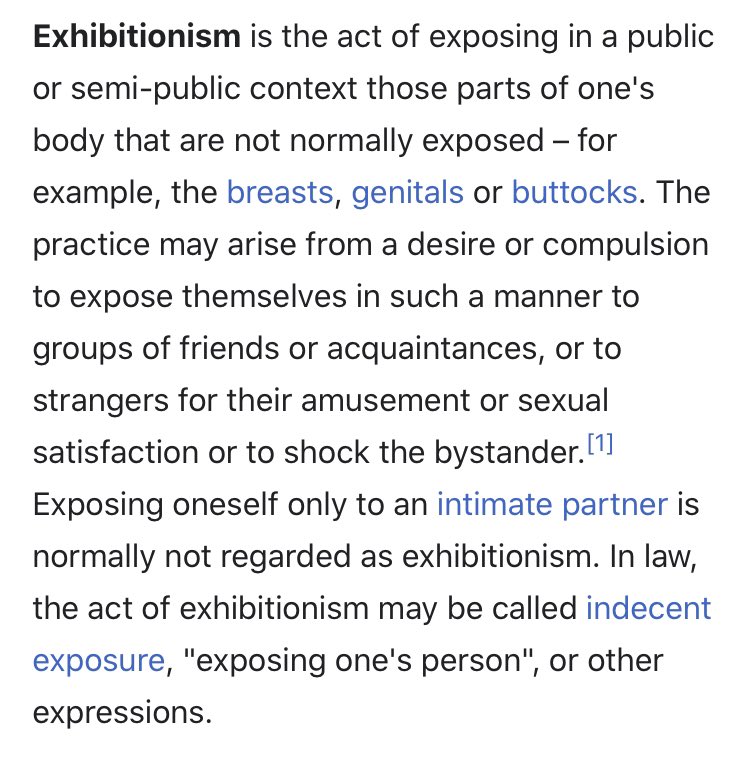 Exhibitionism is the act of exposing in a public
or semi-public context those parts of one's
body that are not normally exposed – for
example, the breasts, genitals or buttocks. The
practice may arise from a desire or compulsion
to expose themselves in such a manner to
groups of friends or acquaintances, or to
strangers for their amusement or sexual
satisfaction or to shock the bystander.[1]
Exposing oneself only to an intimate partner is
normally not regarded as exhibitionism. In law,
the act of exhibitionism may be called indecent
exposure, "exposing one's person", or other
expressions.